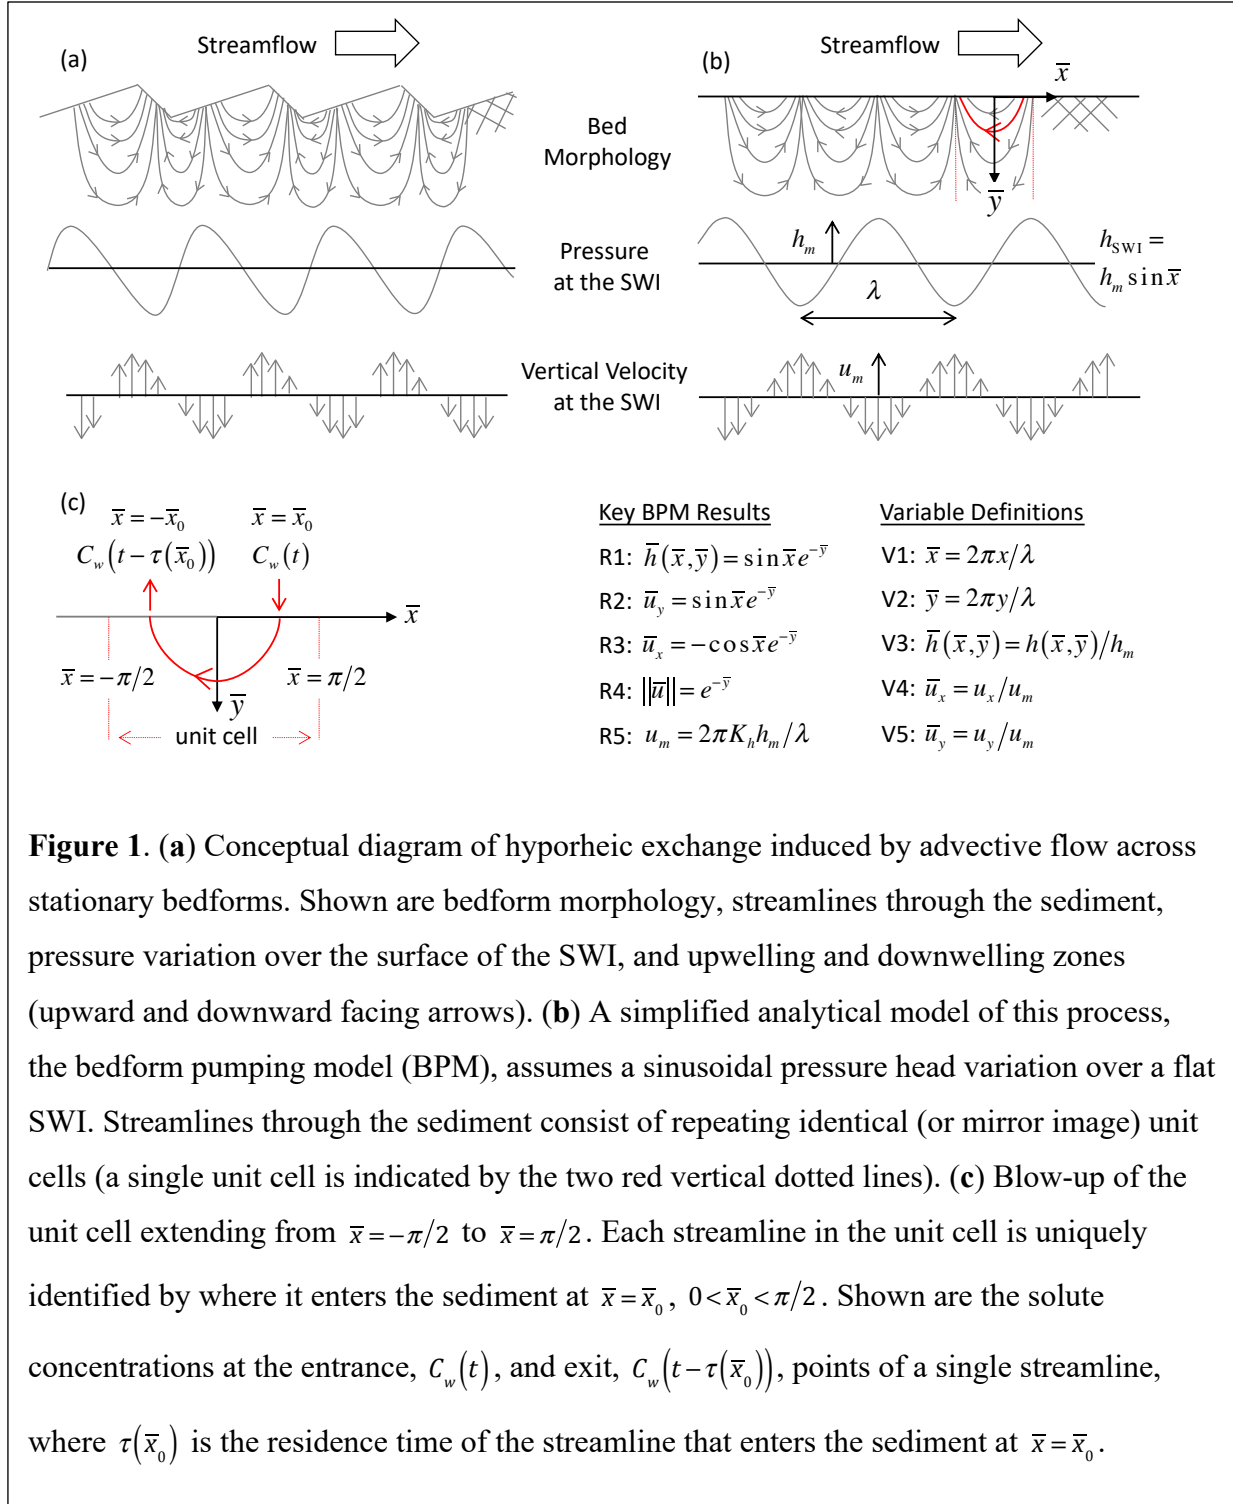 (a) Streamflow
(b) Streamflow
x̅
Bed
Morphology
y̅
Pressure
at the SWI
h_m
λ
h_SWI =
h_m sin x̅
Vertical Velocity
at the SWI
u_m
(c)
x̅ = −x̅₀
x̅ = x̅₀
C_w(t − τ(x̅₀))
C_w(t)
x̅
x̅ = −π/2
x̅ = π/2
y̅
unit cell
Key BPM Results
R1: h̅(x̅,y̅) = sin x̅ e^{−y̅}
R2: u̅_y = sin x̅ e^{−y̅}
R3: u̅_x = −cos x̅ e^{−y̅}
R4: ‖u̅‖ = e^{−y̅}
R5: u_m = 2πK_h h_m/λ
Variable Definitions
V1: x̅ = 2πx/λ
V2: y̅ = 2πy/λ
V3: h̅(x̅,y̅) = h(x̅,y̅)/h_m
V4: u̅_x = u_x/u_m
V5: u̅_y = u_y/u_m
Figure 1. (a) Conceptual diagram of hyporheic exchange induced by advective flow across
stationary bedforms. Shown are bedform morphology, streamlines through the sediment,
pressure variation over the surface of the SWI, and upwelling and downwelling zones
(upward and downward facing arrows). (b) A simplified analytical model of this process,
the bedform pumping model (BPM), assumes a sinusoidal pressure head variation over a flat
SWI. Streamlines through the sediment consist of repeating identical (or mirror image) unit
cells (a single unit cell is indicated by the two red vertical dotted lines). (c) Blow-up of the
unit cell extending from x̅ = −π/2 to x̅ = π/2. Each streamline in the unit cell is uniquely
identified by where it enters the sediment at x̅ = x̅₀, 0 < x̅₀ < π/2. Shown are the solute
concentrations at the entrance, C_w(t), and exit, C_w(t − τ(x̅₀)), points of a single streamline,
where τ(x̅₀) is the residence time of the streamline that enters the sediment at x̅ = x̅₀.